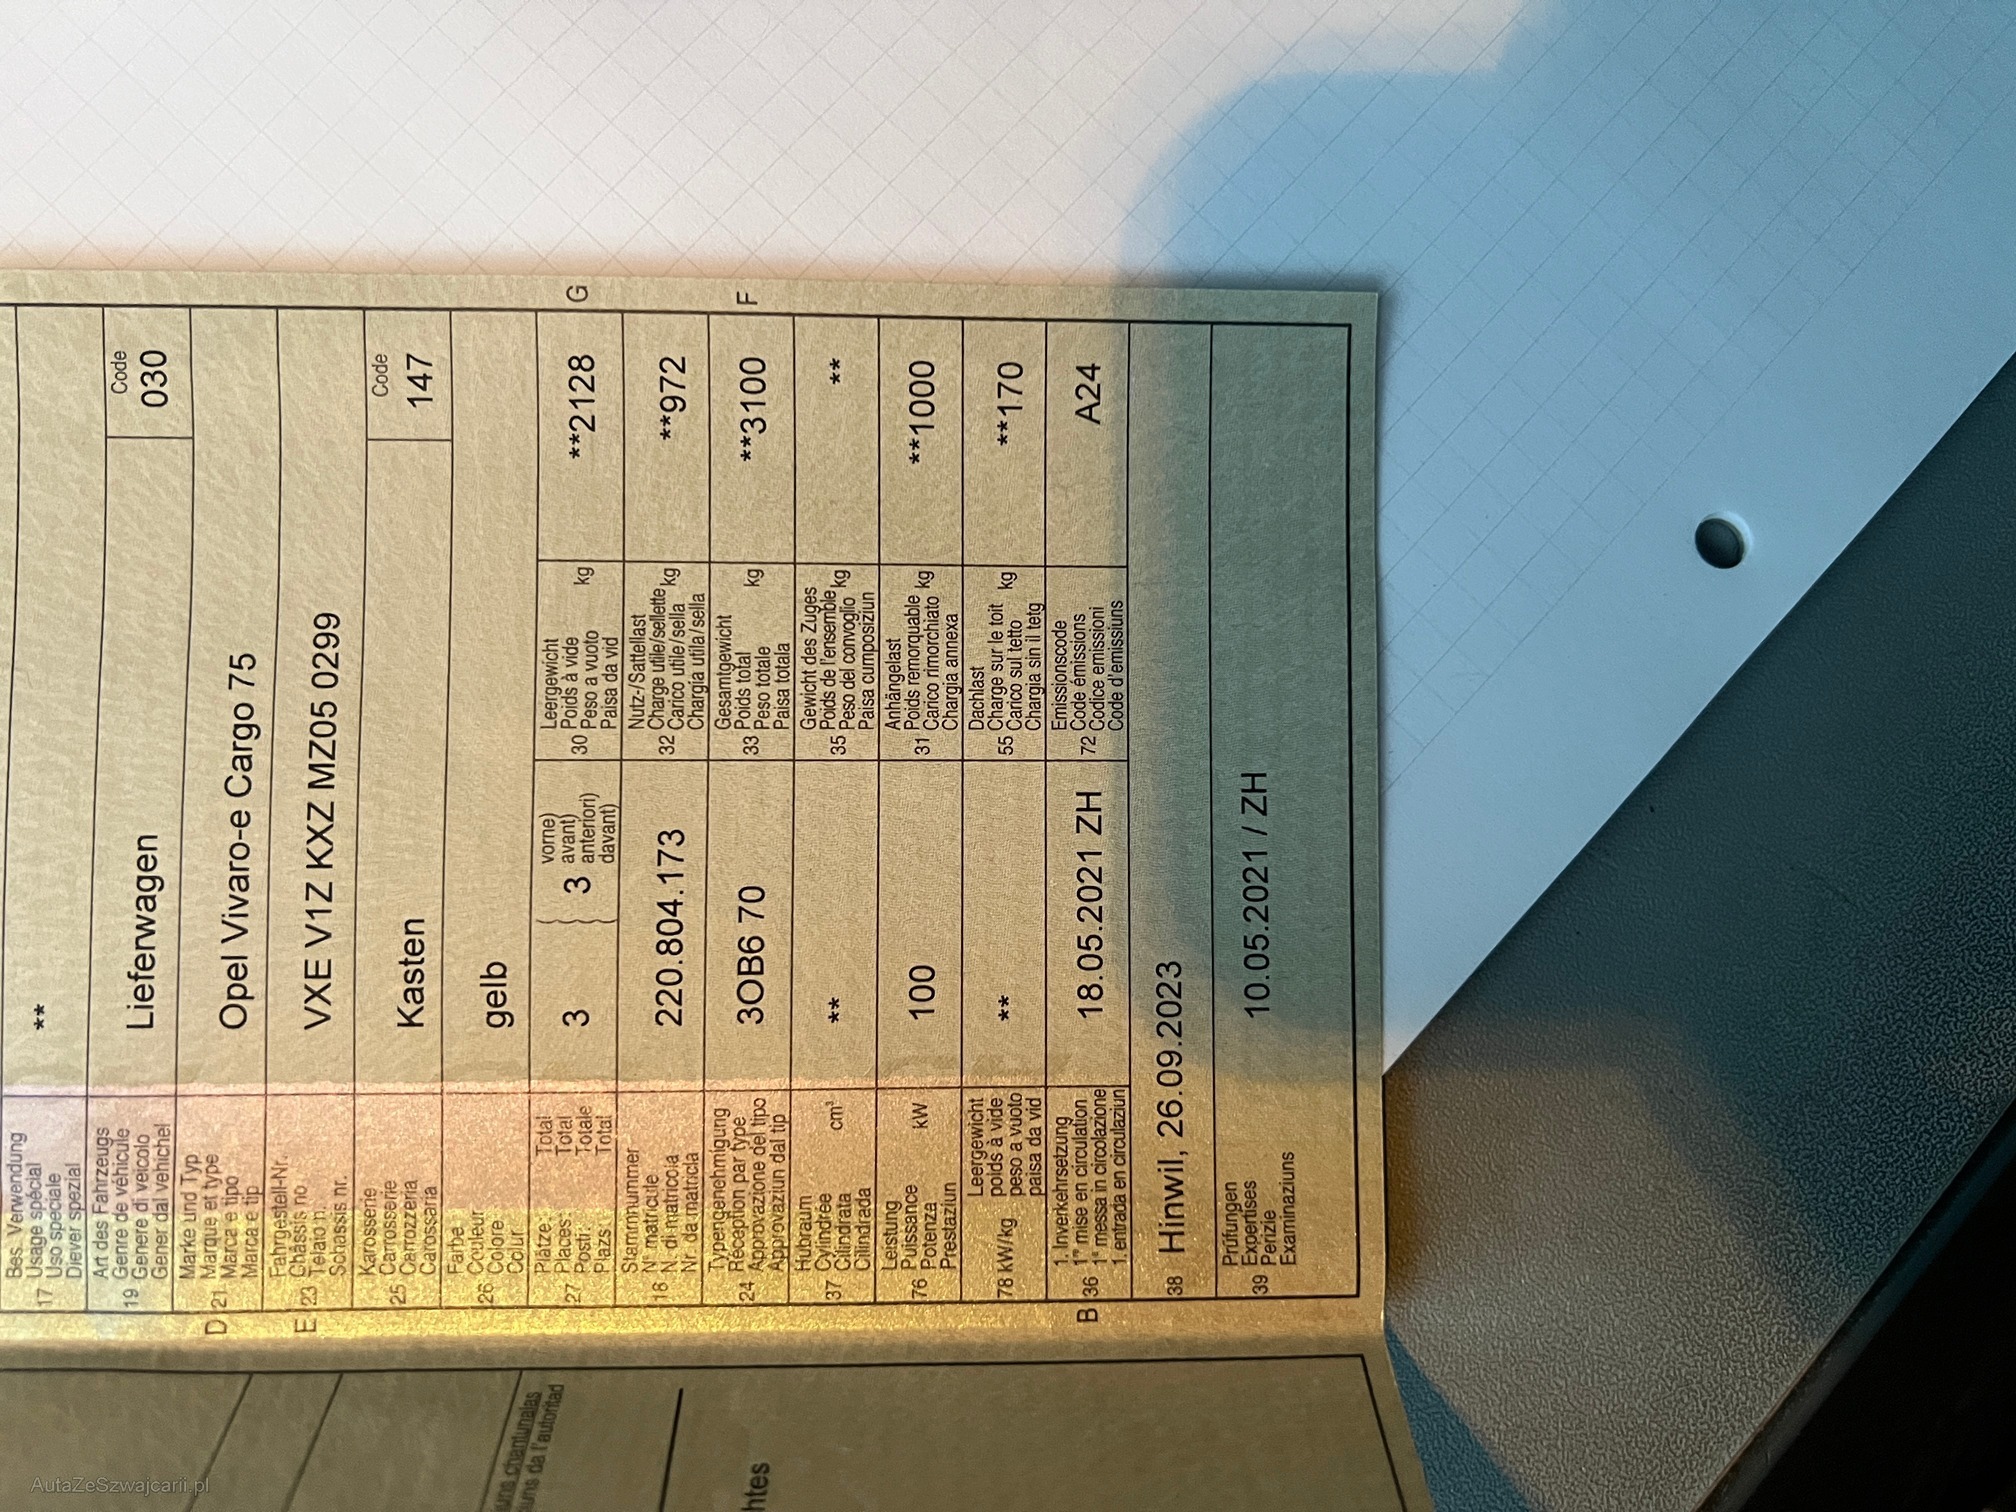 Bes. Verwendung
Usage spécial
17 Uso speciale
Diever spezial
**
Art des Fahrzeugs
Genre de véhicule
19 Genere di veicolo
Gener dal vehichel
Lieferwagen
Code
030
Marke und Typ
Marque et type
D 21 Marca e tipo
Marca e tip
Opel Vivaro-e Cargo 75
Fahrgestell-Nr.
Châssis no
E 23 Telaio n.
Schassis nr.
VXE V1Z KXZ MZ05 0299
Karosserie
Carrosserie
25 Carrozzeria
Carossaria
Kasten
Code
147
Farbe
Couleur
26 Colore
Colur
gelb
Plätze: Total
Places: Total
27 Posti: Totale
Plazs: Total
3
3
vorne)
avant)
anteriori)
davant)
Leergewicht
Poids à vide
30 Peso a vuoto kg
Paisa da vid
**2128
G
Stammnummer
N° matricule
18 N. di matricola
Nr. da matricla
220.804.173
Nutz-/Sattellast
Charge utile/sellette kg
32 Carico utile/sella
Chargia utila/sella
**972
Typengenehmigung
Réception par type
24 Approvazione del tipo
Approvaziun dal tip
3OB6 70
Gesamtgewicht
Poids total
33 Peso totale kg
Paisa totala
**3100
F
Hubraum
Cylindrée
37 Cilindrata cm³
Cilindrada
**
Gewicht des Zuges
Poids de l'ensemble
35 Peso del convoglio kg
Paisa cumposiziun
**
Leistung
Puissance
76 Potenza kW
Prestaziun
100
Anhängelast
Poids remorquable
31 Carico rimorchiato kg
Chargia annexa
**1000
Leergewicht
poids à vide
78 kW/kg peso a vuoto
paisa da vid
**
Dachlast
Charge sur le toit
55 Carico sul tetto kg
Chargia sin il tetg
**170
1. Inverkehrsetzung
1re mise en circulation
B 36 1a messa in circolazione
1. entrada en circulaziun
18.05.2021 ZH
Emissionscode
Code émissions
72 Codice emissioni
Code d'emissiuns
A24
38 Hinwil, 26.09.2023
Prüfungen
Expertises
39 Perizie
Examinaziuns
10.05.2021 / ZH
chantunalas
da l'autoritad
htes
AutaZeSzwajcarii.pl